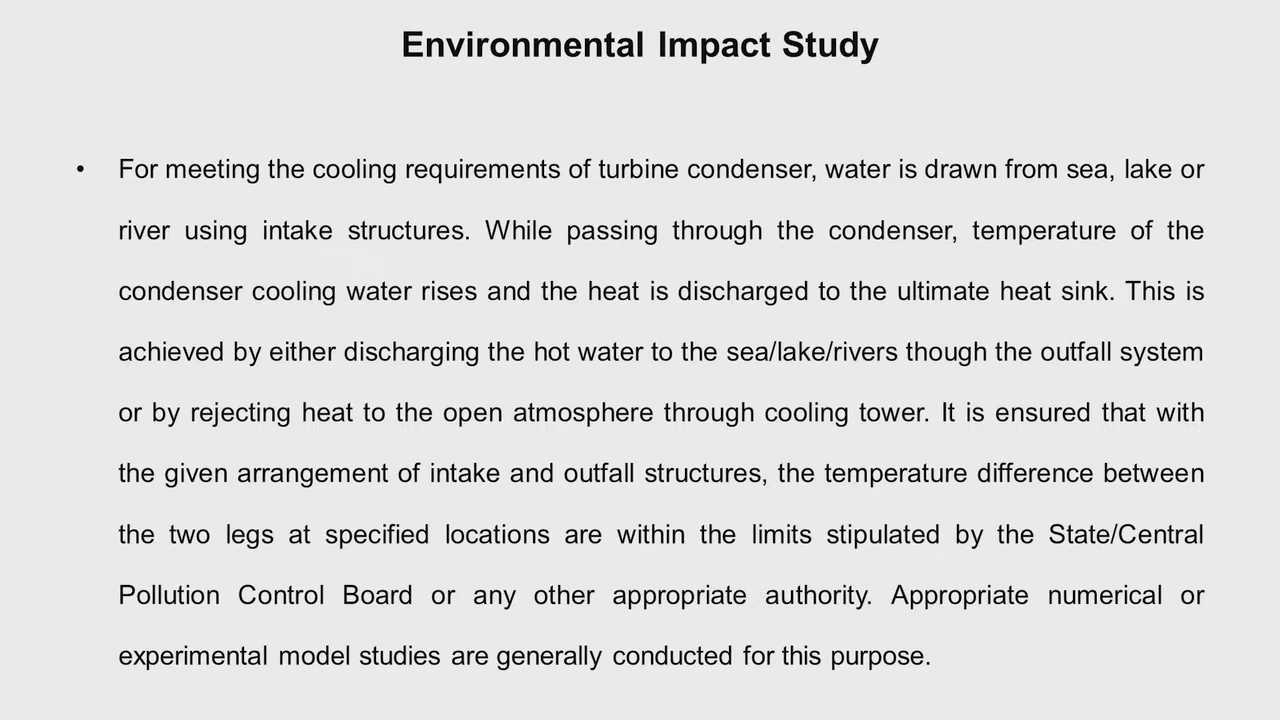 Environmental Impact Study
• For meeting the cooling requirements of turbine condenser, water is drawn from sea, lake or
river using intake structures. While passing through the condenser, temperature of the
condenser cooling water rises and the heat is discharged to the ultimate heat sink. This is
achieved by either discharging the hot water to the sea/lake/rivers though the outfall system
or by rejecting heat to the open atmosphere through cooling tower. It is ensured that with
the given arrangement of intake and outfall structures, the temperature difference between
the two legs at specified locations are within the limits stipulated by the State/Central
Pollution Control Board or any other appropriate authority. Appropriate numerical or
experimental model studies are generally conducted for this purpose.